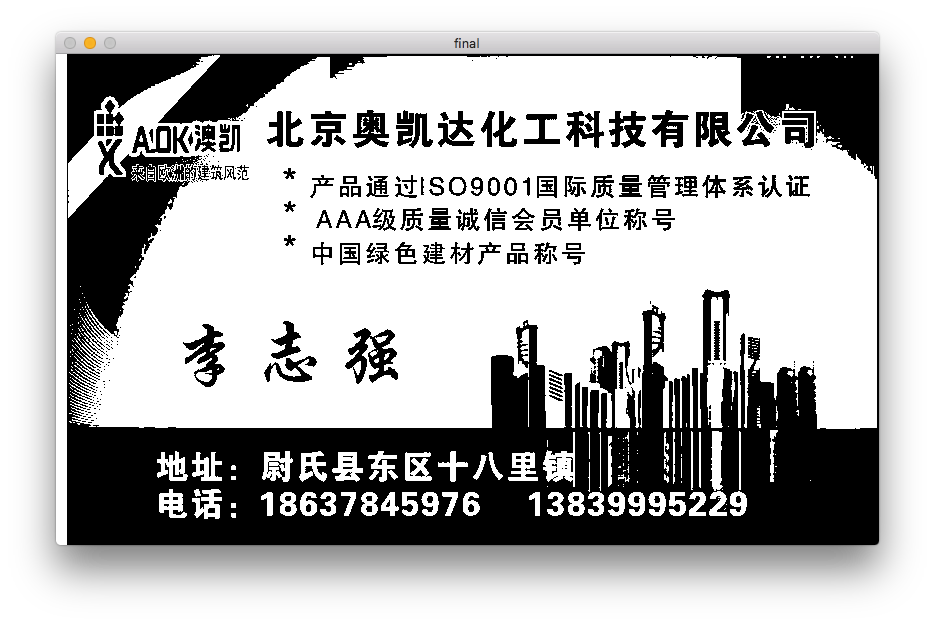 final
AOK澳凯
来自欧洲的建筑风范
北京奥凯达化工科技有限公司
* 产品通过ISO9001国际质量管理体系认证
* AAA级质量诚信会员单位称号
* 中国绿色建材产品称号
李志强
地址：尉氏县东区十八里镇
电话：18637845976 13839995229